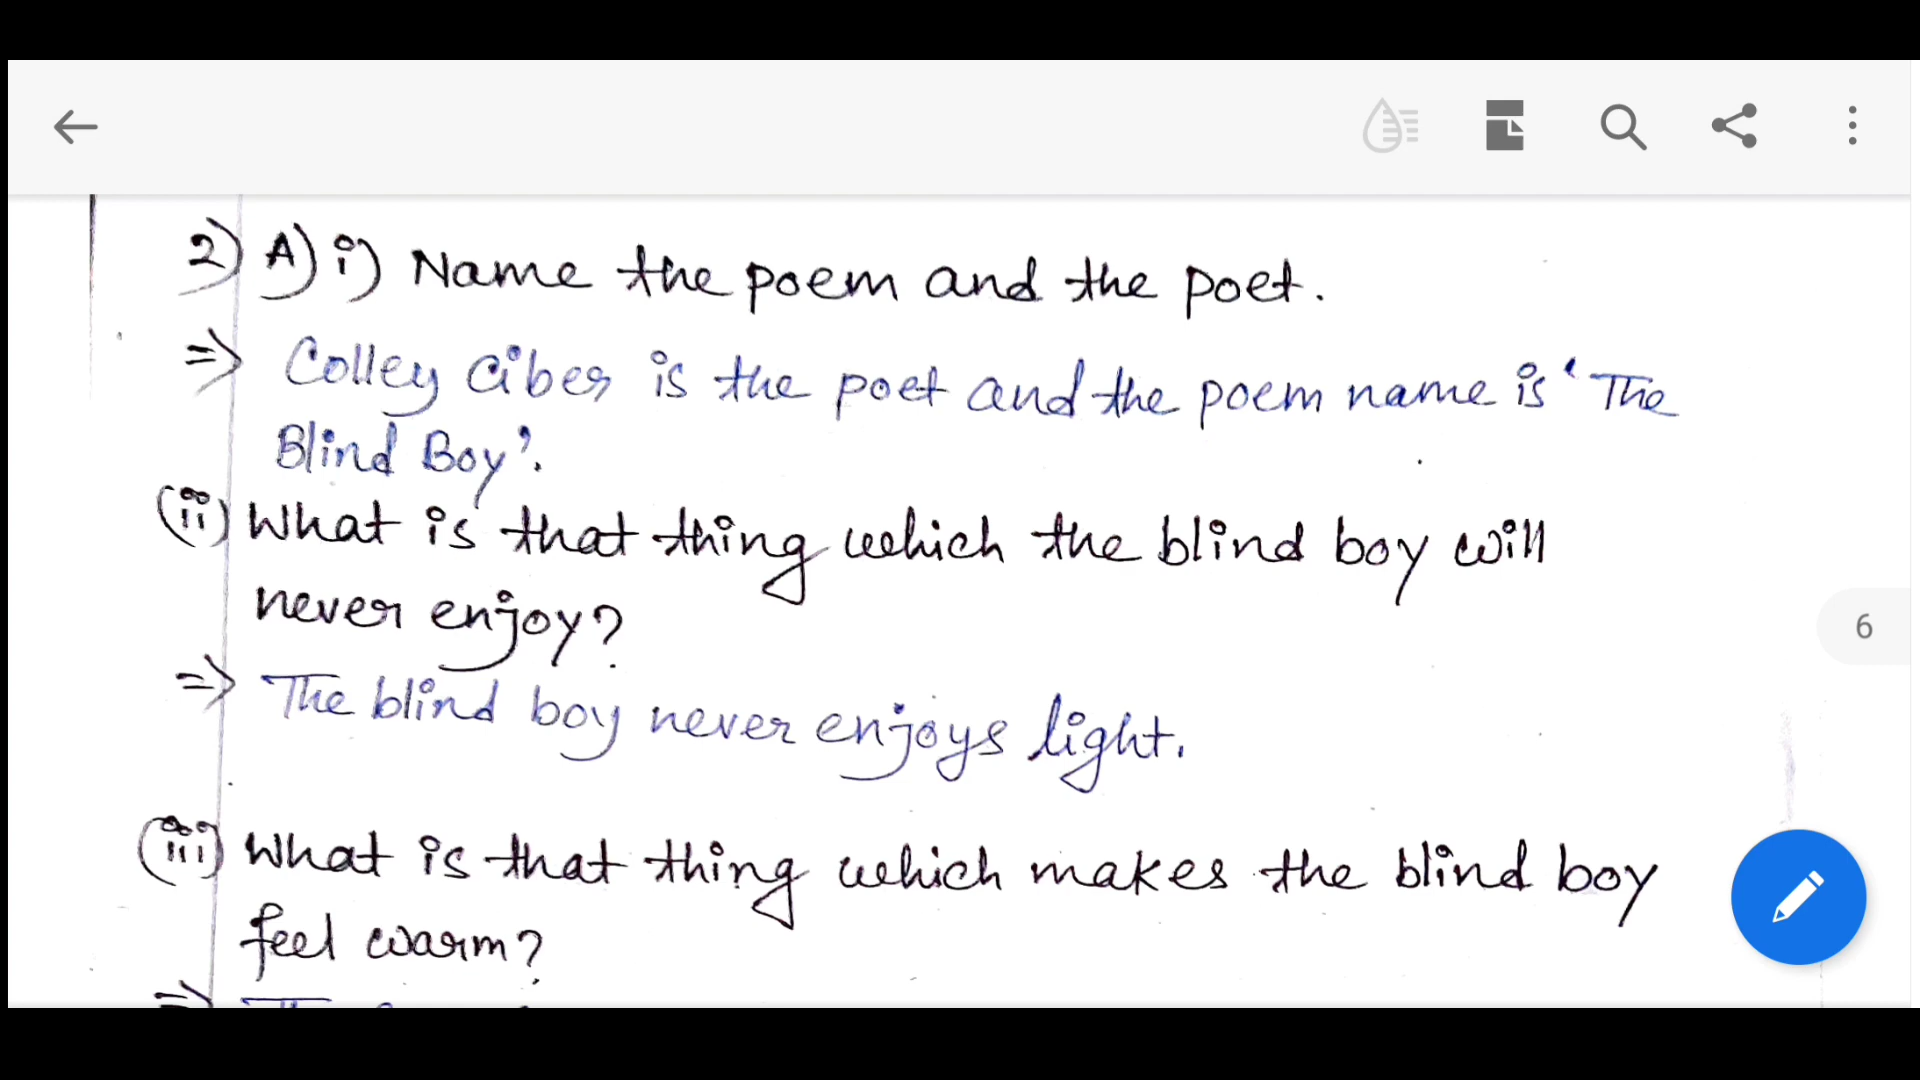 2) A) i) Name the poem and the poet.
=> Colley Ciber is the poet and the poem name is 'The
Blind Boy'.
(ii) What is that thing which the blind boy will
never enjoy?
6
=> The blind boy never enjoys light.
(iii) What is that thing which makes the blind boy
feel warm?
=>